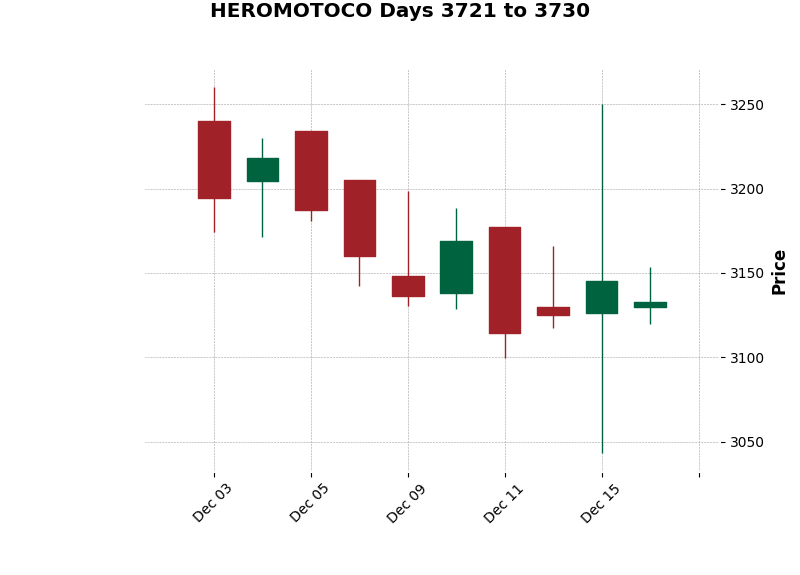 HEROMOTOCO Days 3721 to 3730
3250
3200
3150
3100
3050
Price
Dec 03
Dec 05
Dec 09
Dec 11
Dec 15